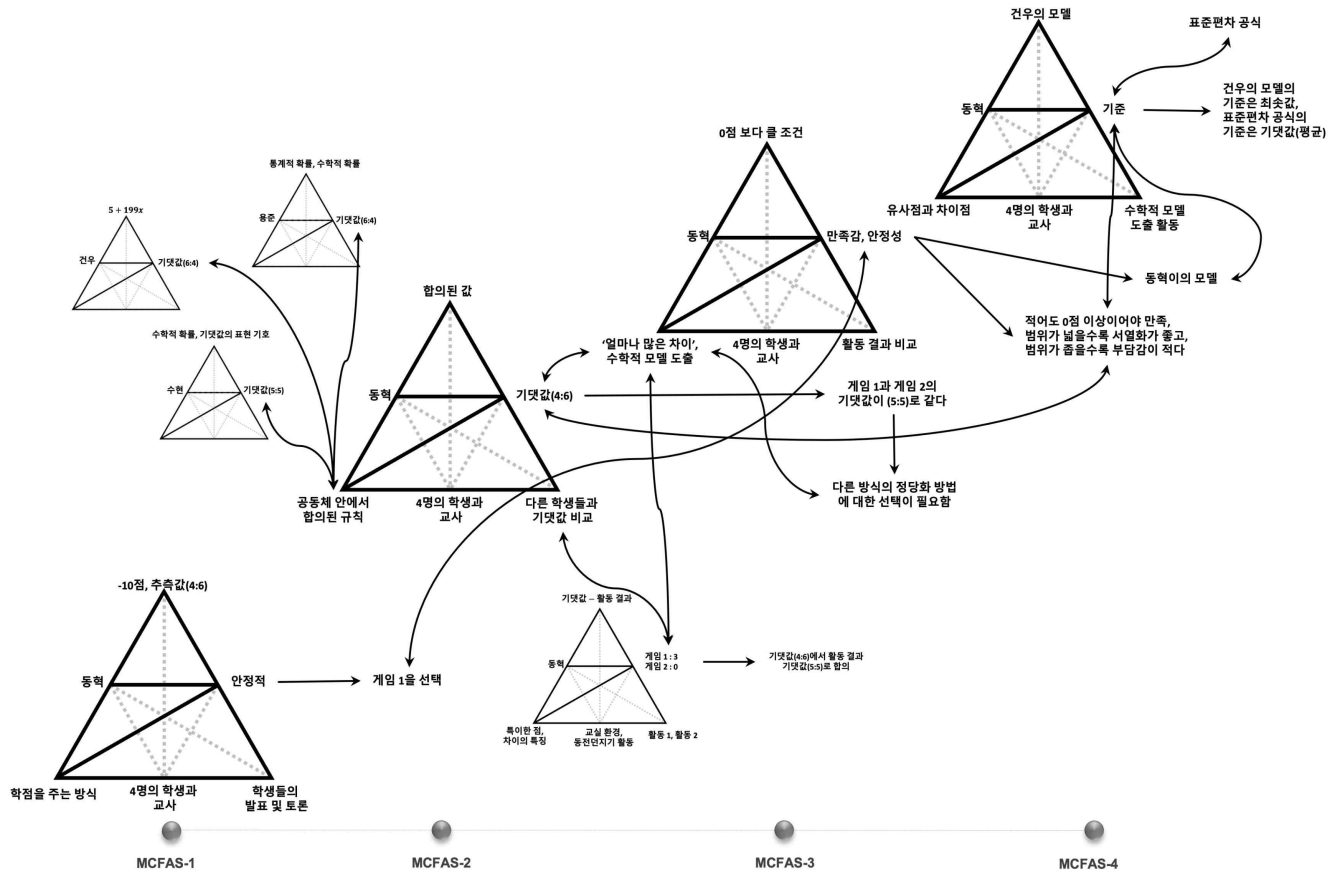 건우의 모델
표준편차 공식
동혁
기준
건우의 모델의
기준은 최솟값,
표준편차 공식의
기준은 기댓값(평균)
유사점과 차이점
4명의 학생과
교사
수학적 모델
도출 활동
0점 보다 클 조건
동혁
만족감, 안정성
동혁이의 모델
'얼마나 많은 차이',
수학적 모델 도출
4명의 학생과
교사
활동 결과 비교
적어도 0점 이상이어야 만족,
범위가 넓을수록 서열화가 좋고,
범위가 좁을수록 부담감이 적다
통계적 확률, 수학적 확률
용준
기댓값(6:4)
5 + 199x
건우
기댓값(6:4)
수학적 확률, 기댓값의 표현 기호
수현
기댓값(5:5)
합의된 값
동혁
기댓값(4:6)
게임 1과 게임 2의
기댓값이 (5:5)로 같다
공동체 안에서
합의된 규칙
4명의 학생과
교사
다른 학생들과
기댓값 비교
다른 방식의 정당화 방법
에 대한 선택이 필요함
-10점, 추측값(4:6)
동혁
안정적
게임 1을 선택
학점을 주는 방식
4명의 학생과
교사
학생들의
발표 및 토론
기댓값 – 활동 결과
동혁
게임 1 : 3
게임 2 : 0
기댓값(4:6)에서 활동 결과
기댓값(5:5)로 합의
특이한 점,
차이의 특징
교실 환경,
동전던지기 활동
활동 1, 활동 2
MCFAS-1
MCFAS-2
MCFAS-3
MCFAS-4